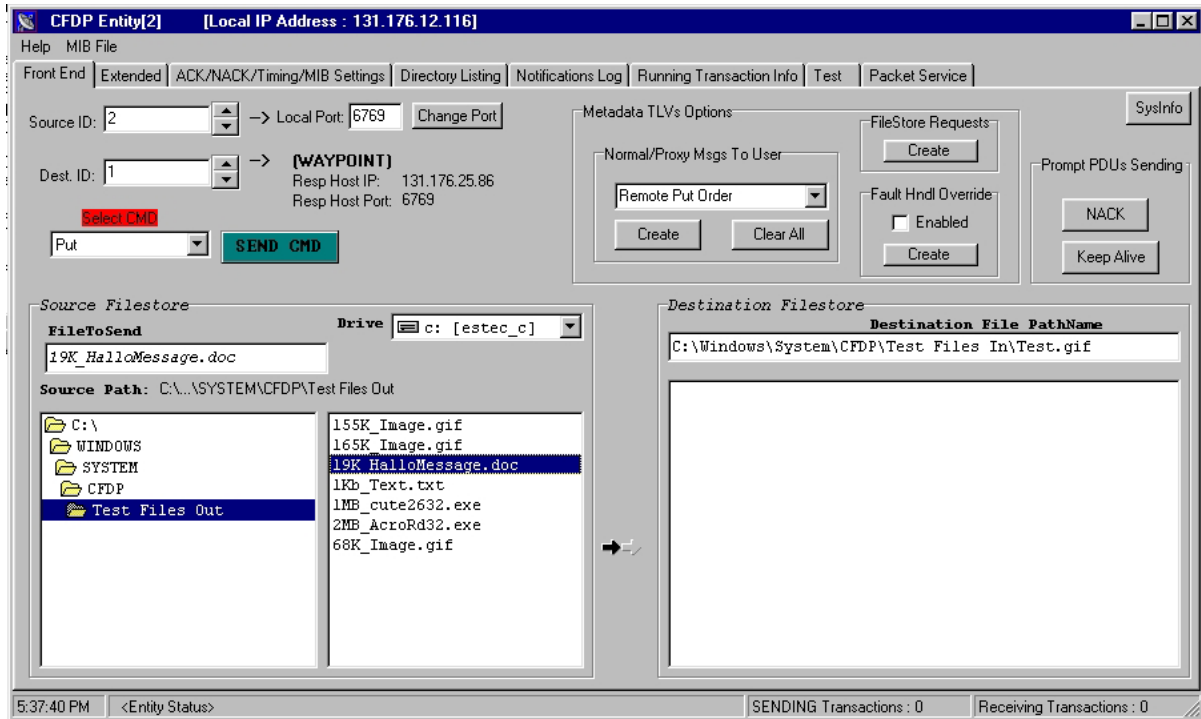 CFDP Entity[2] [Local IP Address : 131.176.12.116]
Help MIB File
Front End Extended ACK/NACK/Timing/MIB Settings Directory Listing Notifications Log Running Transaction Info Test Packet Service
Source ID: 2 --> Local Port: 6769 Change Port
Dest. ID: 1 --> (WAYPOINT)
Resp Host IP: 131.176.25.86
Resp Host Port: 6769
Select CMD
Put SEND CMD
Metadata TLVs Options
Normal/Proxy Msgs To User
Remote Put Order
Create Clear All
FileStore Requests
Create
Fault Hndl Override
Enabled
Create
SysInfo
Prompt PDUs Sending
NACK
Keep Alive
Source Filestore
FileToSend
Drive c: [estec_c]
19K_HalloMessage.doc
Source Path: C:\...\SYSTEM\CFDP\Test Files Out
C:\
WINDOWS
SYSTEM
CFDP
Test Files Out
155K_Image.gif
165K_Image.gif
19K_HalloMessage.doc
1Kb_Text.txt
1MB_cute2632.exe
2MB_AcroRd32.exe
68K_Image.gif
Destination Filestore
Destination File PathName
C:\Windows\System\CFDP\Test Files In\Test.gif
5:37:40 PM <Entity Status> SENDING Transactions : 0 Receiving Transactions : 0